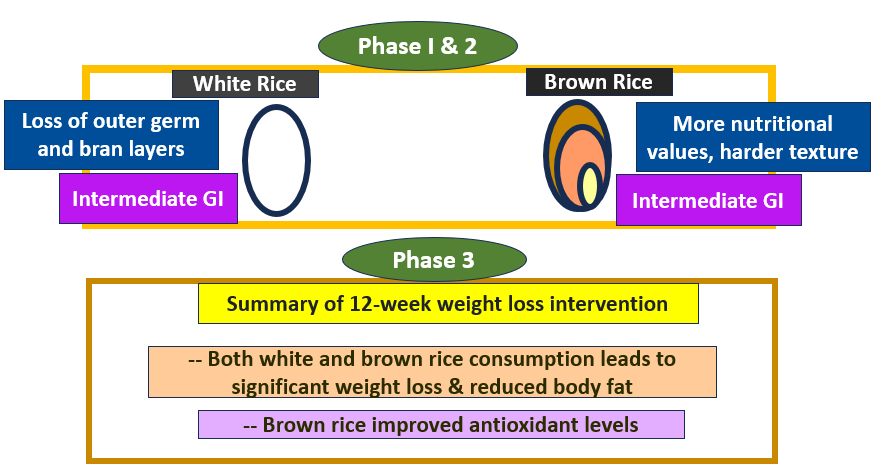 Phase I & 2
White Rice
Brown Rice
Loss of outer germ
and bran layers
More nutritional
values, harder texture
Intermediate GI
Intermediate GI
Phase 3
Summary of 12-week weight loss intervention
-- Both white and brown rice consumption leads to
significant weight loss & reduced body fat
-- Brown rice improved antioxidant levels